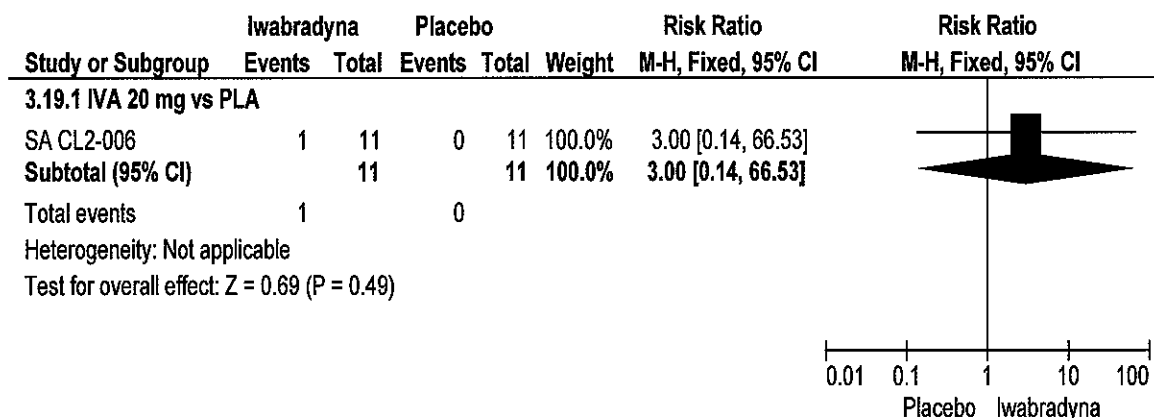 Iwabradyna Placebo Risk Ratio Risk Ratio
Study or Subgroup Events Total Events Total Weight M-H, Fixed, 95% CI M-H, Fixed, 95% CI
3.19.1 IVA 20 mg vs PLA
SA CL2-006 1 11 0 11 100.0% 3.00 [0.14, 66.53]
Subtotal (95% CI) 11 11 100.0% 3.00 [0.14, 66.53]
Total events 1 0
Heterogeneity: Not applicable
Test for overall effect: Z = 0.69 (P = 0.49)
0.01 0.1 1 10 100
Placebo Iwabradyna